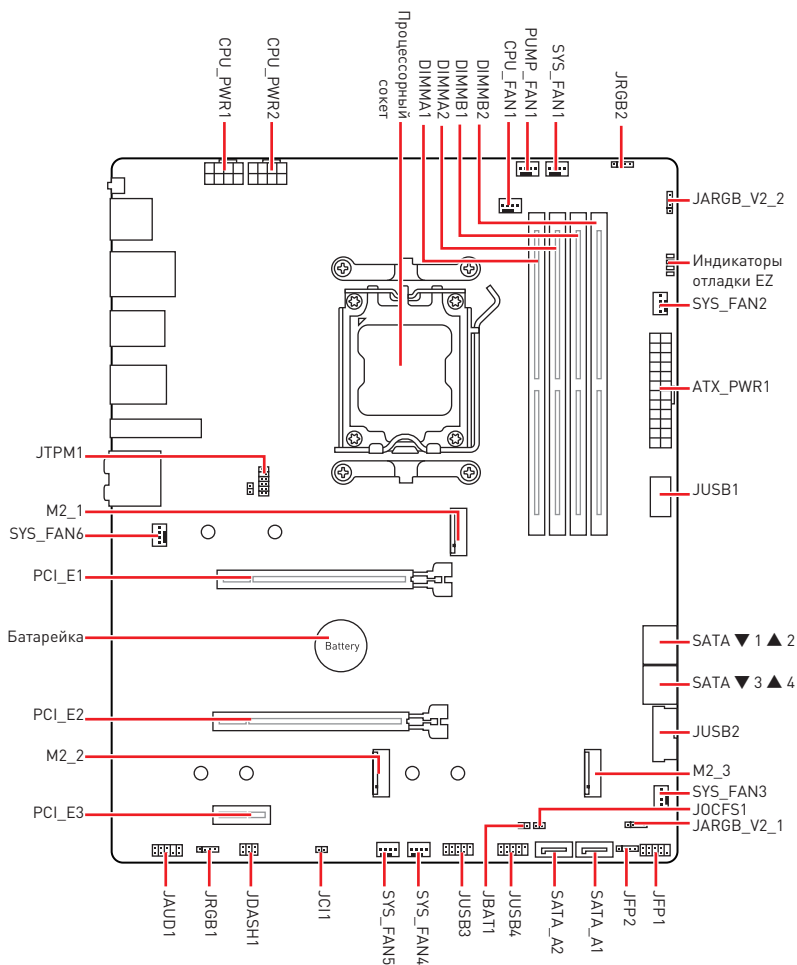 CPU_PWR1
CPU_PWR2
Процессорный
сокет
DIMMA1
DIMMA2
DIMMB1
DIMMB2
CPU_FAN1
PUMP_FAN1
SYS_FAN1
JRGB2
JARGB_V2_2
Индикаторы
отладки EZ
SYS_FAN2
ATX_PWR1
JUSB1
SATA ▼ 1 ▲ 2
SATA ▼ 3 ▲ 4
JUSB2
M2_3
SYS_FAN3
JOCFS1
JARGB_V2_1
JTPM1
M2_1
SYS_FAN6
PCI_E1
Батарейка
Battery
PCI_E2
M2_2
PCI_E3
JAUD1
JRGB1
JDASH1
JCI1
SYS_FAN5
SYS_FAN4
JUSB3
JBAT1
JUSB4
SATA_A2
SATA_A1
JFP2
JFP1